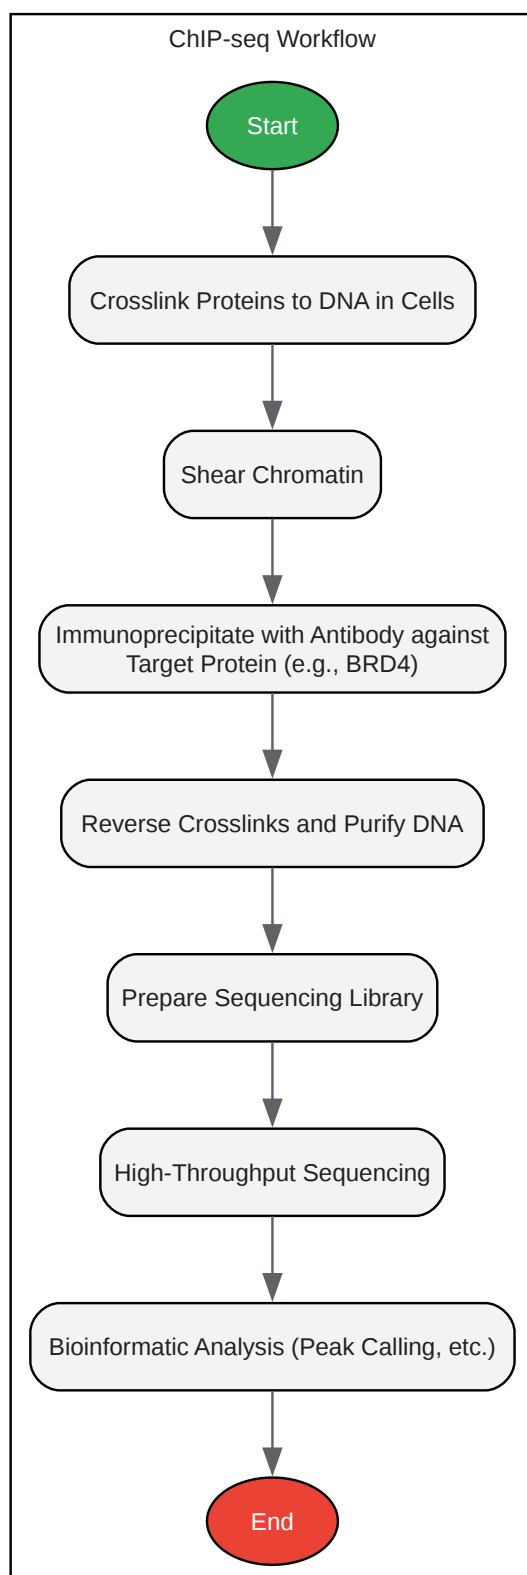 ChIP-seq Workflow
Start
Crosslink Proteins to DNA in Cells
Shear Chromatin
Immunoprecipitate with Antibody against
Target Protein (e.g., BRD4)
Reverse Crosslinks and Purify DNA
Prepare Sequencing Library
High-Throughput Sequencing
Bioinformatic Analysis (Peak Calling, etc.)
End